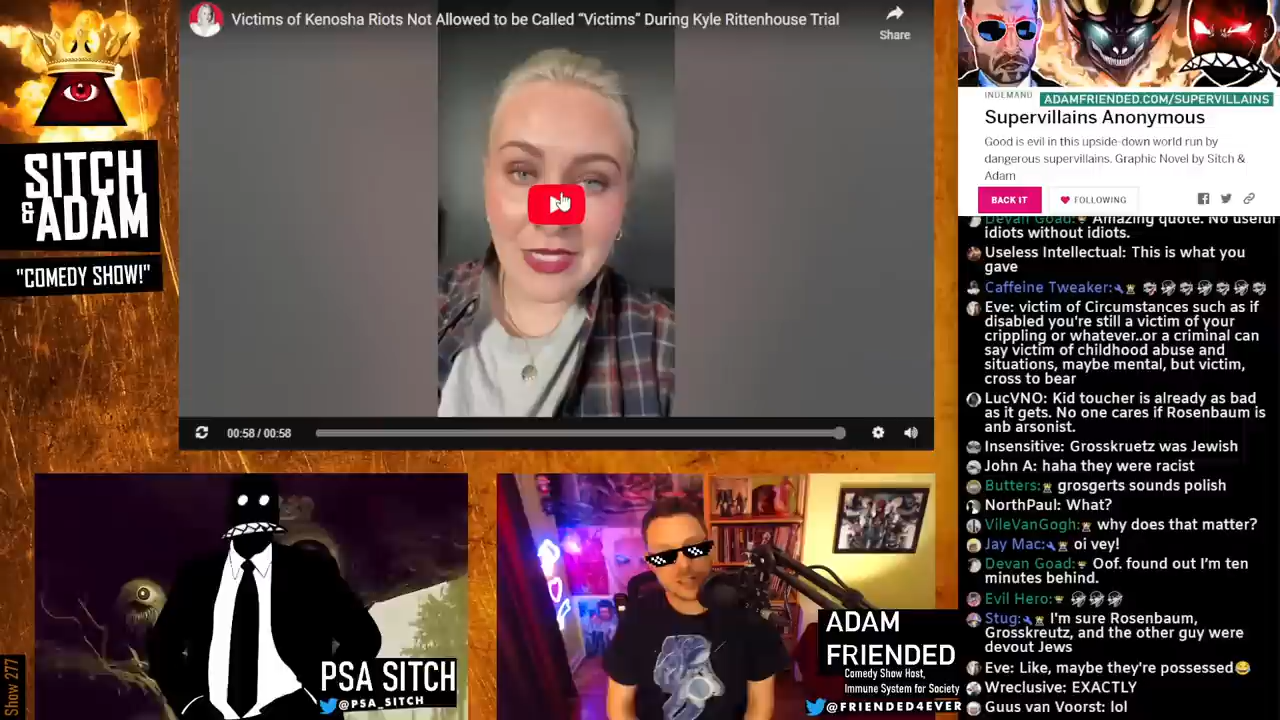 Victims of Kenosha Riots Not Allowed to be Called “Victims” During Kyle Rittenhouse Trial
Share
SITCH
& ADAM
"COMEDY SHOW!"
00:58 / 00:58
INDEMAND
ADAMFRIENDED.COM/SUPERVILLAINS
Supervillains Anonymous
Good is evil in this upside-down world run by
dangerous supervillains. Graphic Novel by Sitch &
Adam
BACK IT
FOLLOWING
Devan Goad: Amazing quote. No useful
idiots without idiots.
Useless Intellectual: This is what you
gave
Caffeine Tweaker:
Eve: victim of Circumstances such as if
disabled you're still a victim of your
crippling or whatever..or a criminal can
say victim of childhood abuse and
situations, maybe mental, but victim,
cross to bear
LucVNO: Kid toucher is already as bad
as it gets. No one cares if Rosenbaum is
anb arsonist.
Insensitive: Grosskruetz was Jewish
John A: haha they were racist
Butters: grosgerts sounds polish
NorthPaul: What?
VileVanGogh: why does that matter?
Jay Mac: oi vey!
Devan Goad: Oof. found out I'm ten
minutes behind.
Evil Hero:
Stug: I'm sure Rosenbaum,
Grosskreutz, and the other guy were
devout Jews
Eve: Like, maybe they're possessed😂
Wreclusive: EXACTLY
Guus van Voorst: lol
Show 277
PSA SITCH
@PSA_SITCH
ADAM
FRIENDED
Comedy Show Host,
Immune System for Society
@FRIENDED4EVER